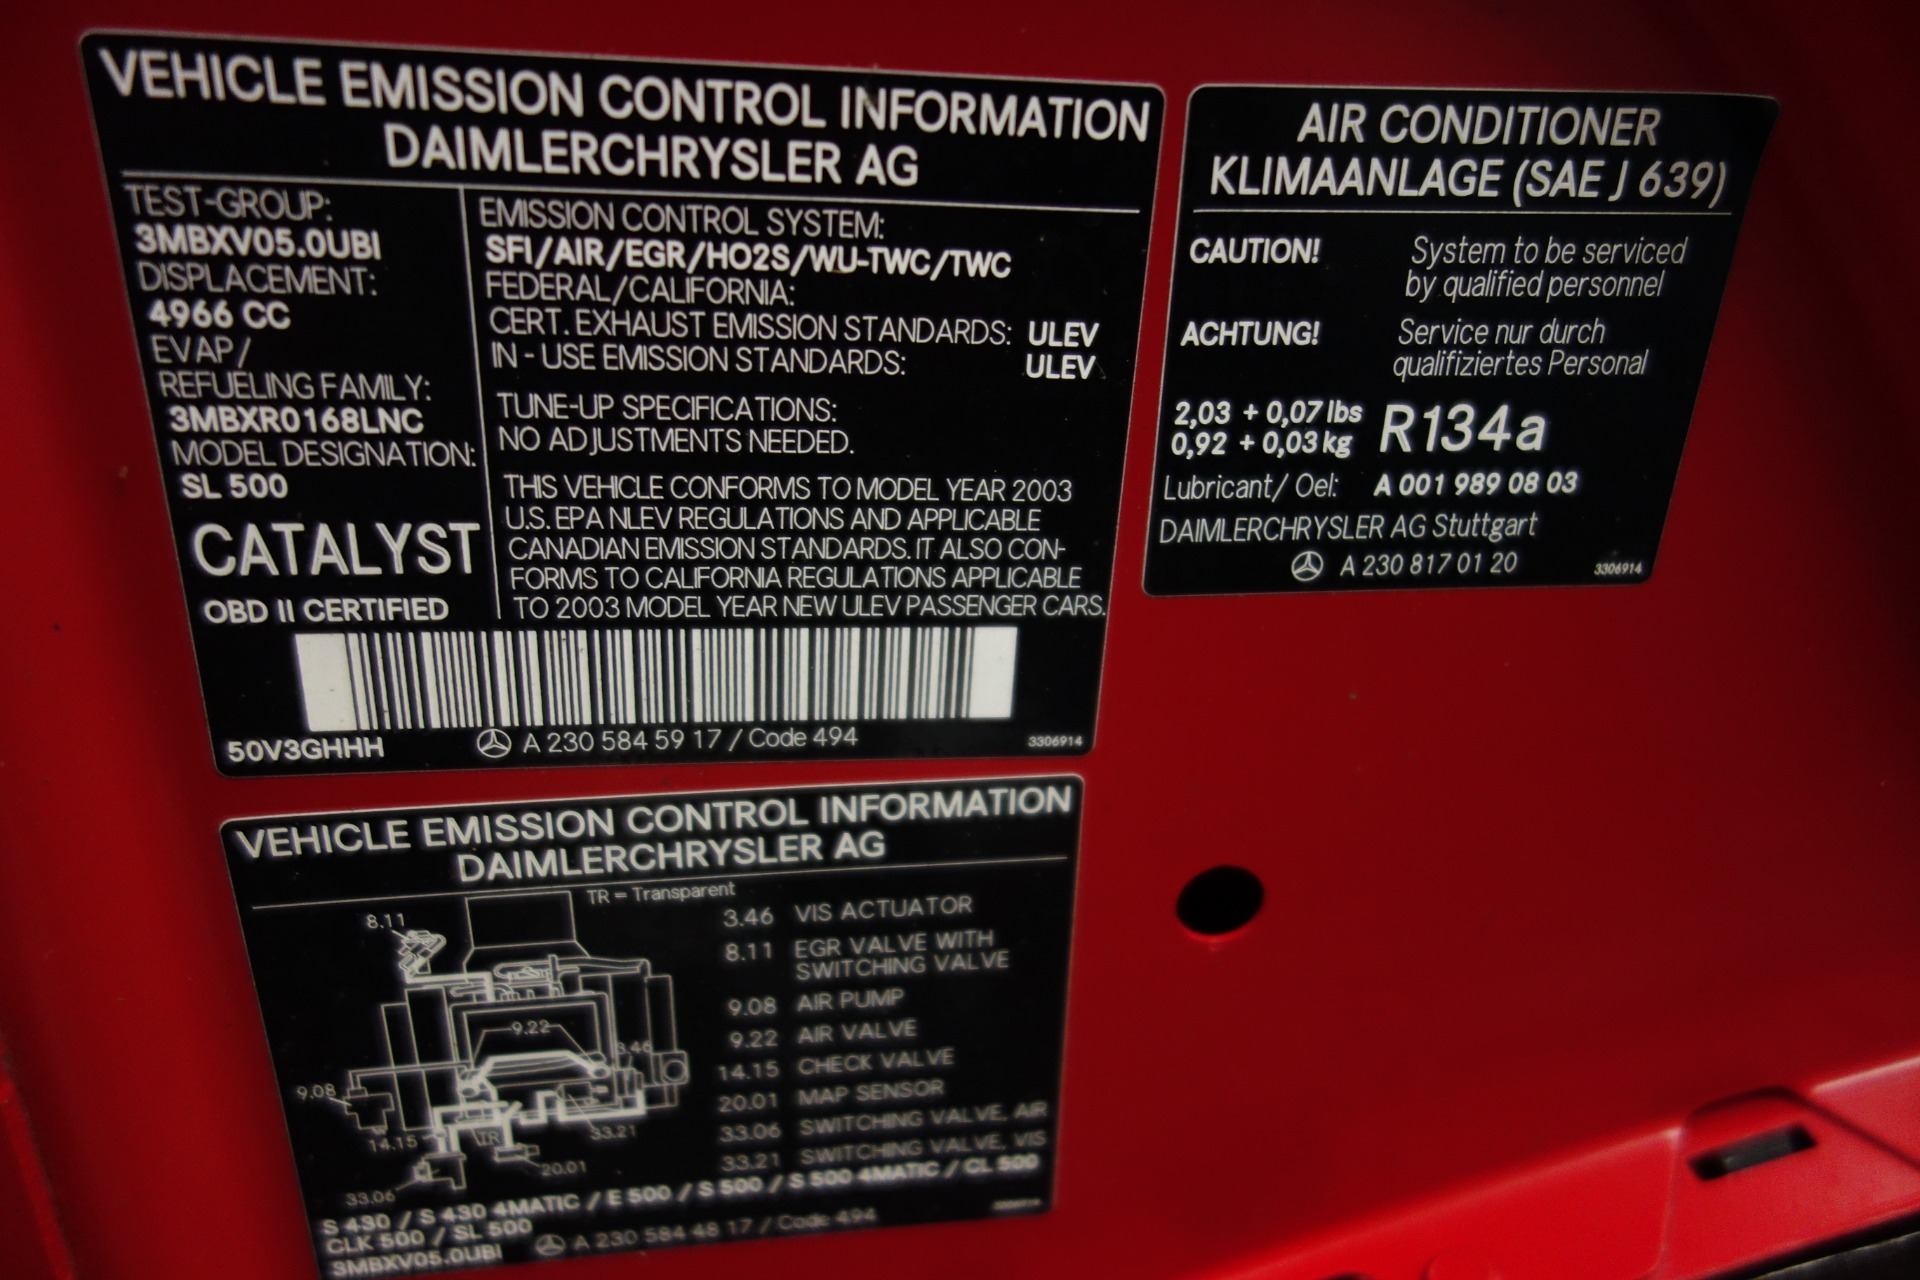 VEHICLE EMISSION CONTROL INFORMATION
DAIMLERCHRYSLER AG
TEST-GROUP:
3MBXV05.0UBI
DISPLACEMENT:
4966 CC
EVAP/
REFUELING FAMILY:
3MBXR0168LNC
MODEL DESIGNATION:
SL 500
CATALYST
OBD II CERTIFIED
EMISSION CONTROL SYSTEM:
SFI/AIR/EGR/HO2S/WU-TWC/TWC
FEDERAL/CALIFORNIA:
CERT. EXHAUST EMISSION STANDARDS: ULEV
IN - USE EMISSION STANDARDS: ULEV
TUNE-UP SPECIFICATIONS:
NO ADJUSTMENTS NEEDED.
THIS VEHICLE CONFORMS TO MODEL YEAR 2003
U.S. EPA NLEV REGULATIONS AND APPLICABLE
CANADIAN EMISSION STANDARDS. IT ALSO CON-
FORMS TO CALIFORNIA REGULATIONS APPLICABLE
TO 2003 MODEL YEAR NEW ULEV PASSENGER CARS.
50V3GHHH A 230 584 59 17 / Code 494 3306914
AIR CONDITIONER
KLIMAANLAGE (SAE J 639)
CAUTION! System to be serviced
by qualified personnel
ACHTUNG! Service nur durch
qualifiziertes Personal
2,03 + 0,07 lbs
0,92 + 0,03 kg
R134a
Lubricant/ Oel: A 001 989 08 03
DAIMLERCHRYSLER AG Stuttgart
A 230 817 01 20 3306914
VEHICLE EMISSION CONTROL INFORMATION
DAIMLERCHRYSLER AG
TR = Transparent
8.11
9.22
3.46
9.08
14.15
TR
33.21
20.01
33.06
3.46 VIS ACTUATOR
8.11 EGR VALVE WITH
SWITCHING VALVE
9.08 AIR PUMP
9.22 AIR VALVE
14.15 CHECK VALVE
20.01 MAP SENSOR
33.06 SWITCHING VALVE, AIR
33.21 SWITCHING VALVE, VIS
S 430 / S 430 4MATIC / E 500 / S 500 / S 500 4MATIC / CL 500
CLK 500 / SL 500
3MBXV05.0UBI A 230 584 48 17 / Code 494